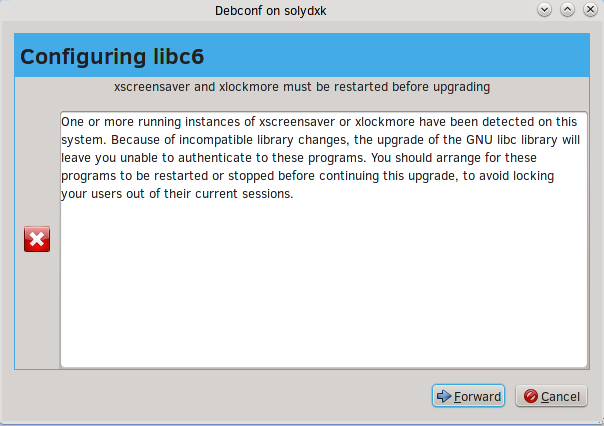 Debconf on solydxk
Configuring libc6
xscreensaver and xlockmore must be restarted before upgrading
One or more running instances of xscreensaver or xlockmore have been detected on this
system. Because of incompatible library changes, the upgrade of the GNU libc library will
leave you unable to authenticate to these programs. You should arrange for these
programs to be restarted or stopped before continuing this upgrade, to avoid locking
your users out of their current sessions.
Forward
Cancel